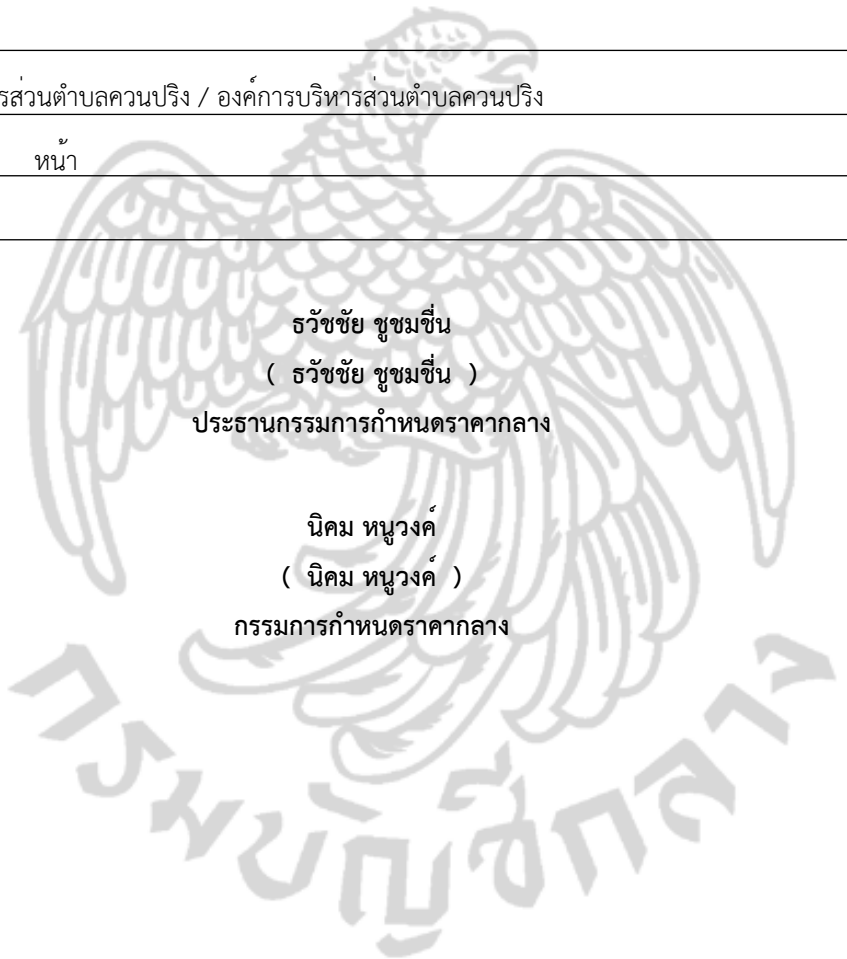 รส่วนตำบลควนปริง / องค์การบริหารส่วนตำบลควนปริง
หน้า
ธวัชชัย ชูชมชื่น
( ธวัชชัย ชูชมชื่น )
ประธานกรรมการกำหนดราคากลาง
นิคม หนูวงค์
( นิคม หนูวงค์ )
กรรมการกำหนดราคากลาง
กรมบัญชีกลาง